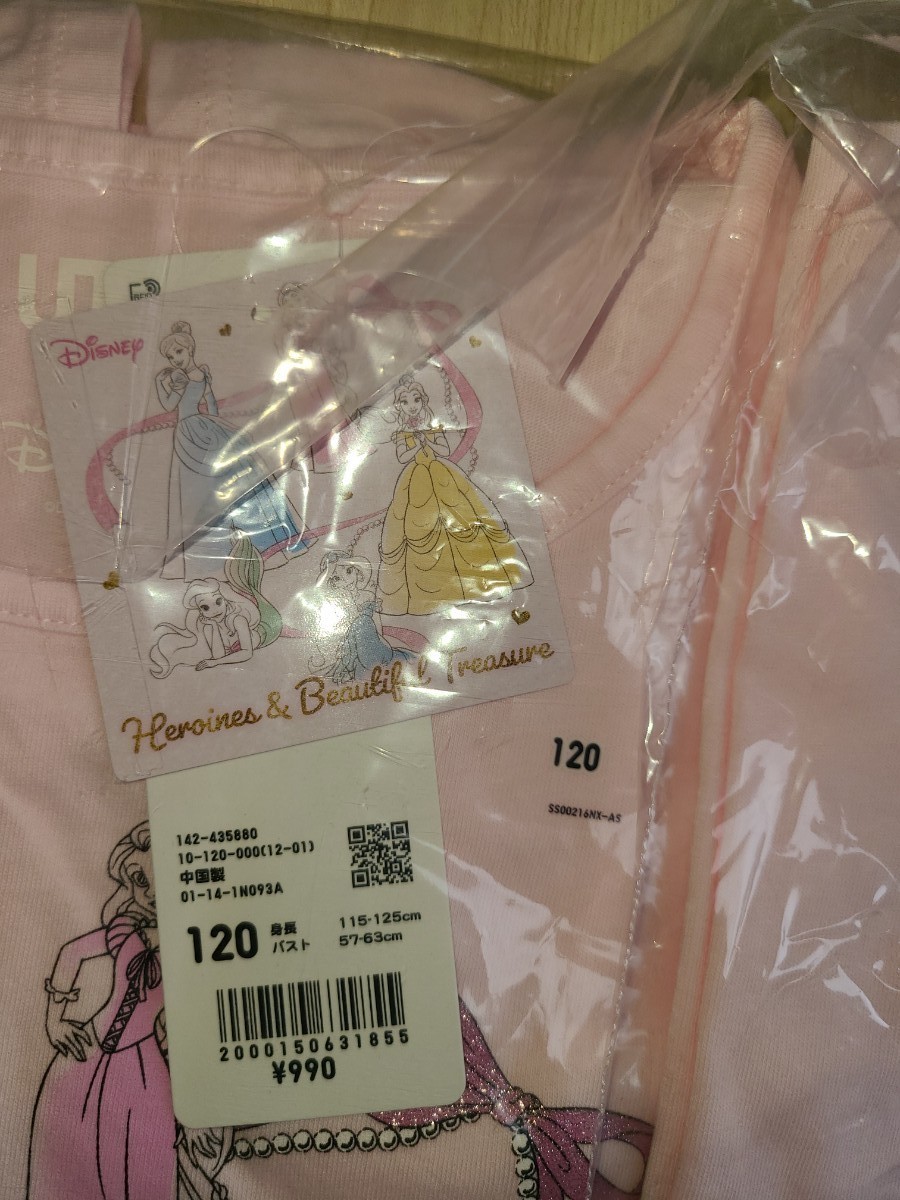 DISNEY
Heroines & Beautiful Treasure
120
SS00216NX-AS
142-435880
10-120-000(12-01)
中国製
01-14-1N093A
120 身長 115-125cm
バスト 57-63cm
2000150631855
¥990